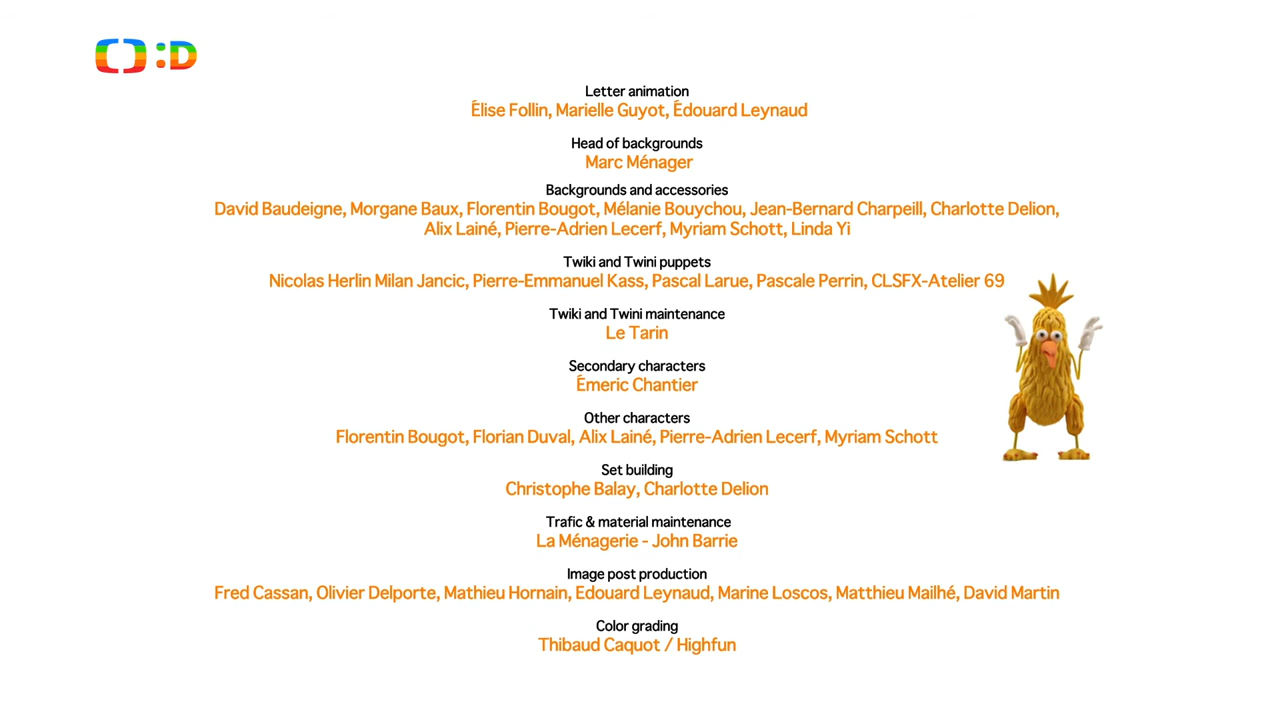 :D
Letter animation
Élise Follin, Marielle Guyot, Édouard Leynaud
Head of backgrounds
Marc Ménager
Backgrounds and accessories
David Baudeigne, Morgane Baux, Florentin Bougot, Mélanie Bouychou, Jean-Bernard Charpeill, Charlotte Delion,
Alix Lainé, Pierre-Adrien Lecerf, Myriam Schott, Linda Yi
Twiki and Twini puppets
Nicolas Herlin Milan Jancic, Pierre-Emmanuel Kass, Pascal Larue, Pascale Perrin, CLSFX-Atelier 69
Twiki and Twini maintenance
Le Tarin
Secondary characters
Émeric Chantier
Other characters
Florentin Bougot, Florian Duval, Alix Lainé, Pierre-Adrien Lecerf, Myriam Schott
Set building
Christophe Balay, Charlotte Delion
Trafic & material maintenance
La Ménagerie - John Barrie
Image post production
Fred Cassan, Olivier Delporte, Mathieu Hornain, Edouard Leynaud, Marine Loscos, Matthieu Mailhé, David Martin
Color grading
Thibaud Caquot / Highfun